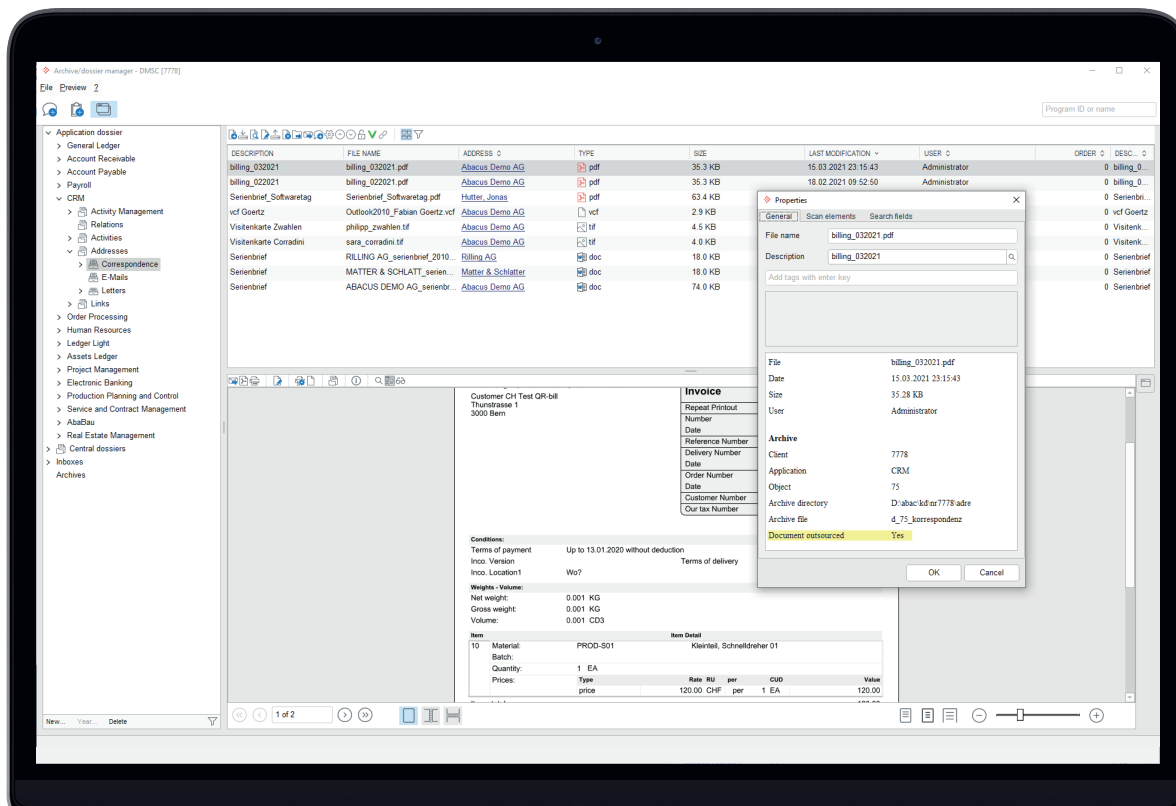 Archive/dossier manager - DMSC [7778]
File Preview ?
Program ID or name
Application dossier
General Ledger
Account Receivable
Account Payable
Payroll
CRM
Activity Management
Relations
Activities
Addresses
Correspondence
E-Mails
Letters
Links
Order Processing
Human Resources
Ledger Light
Assets Ledger
Project Management
Electronic Banking
Production Planning and Control
Service and Contract Management
AbaBau
Real Estate Management
Central dossiers
Inboxes
Archives
New... Year... Delete
DESCRIPTION FILE NAME ADDRESS TYPE SIZE LAST MODIFICATION USER ORDER DESC...
billing_032021 billing_032021.pdf Abacus Demo AG pdf 35.3 KB 15.03.2021 23:15:43 Administrator 0 billing_0...
billing_022021 billing_022021.pdf Abacus Demo AG pdf 35.3 KB 18.02.2021 09:52:50 Administrator 0 billing_0...
Serienbrief_Softwaretag Serienbrief_Softwaretag.pdf Hutter, Jonas pdf 63.4 KB 0 Serienbri...
vcf Goertz Outlook2010_Fabian Goertz.vcf Abacus Demo AG vcf 2.9 KB 0 vcf Goertz
Visitenkarte Zwahlen philipp_zwahlen.tif Abacus Demo AG tif 4.5 KB 0 Visitenk...
Visitenkarte Corradini sara_corradini.tif Abacus Demo AG tif 4.0 KB 0 Visitenk...
Serienbrief RILLING AG_serienbrief_2010... Rilling AG doc 18.0 KB 0 Serienbrief
Serienbrief MATTER & SCHLATT_serien... Matter & Schlatter doc 18.0 KB 0 Serienbrief
Serienbrief ABACUS DEMO AG_serienbr... Abacus Demo AG doc 74.0 KB 0 Serienbrief
Customer CH Test QR-bill
Thunstrasse 1
3000 Bern
Invoice
Repeat Printout
Number
Date
Reference Number
Delivery Number
Date
Order Number
Date
Customer Number
Our tax Number
Conditions:
Terms of payment Up to 13.01.2020 without deduction
Inco. Version Terms of delivery
Inco. Location1 Wo?
Weights - Volume:
Net weight: 0.001 KG
Gross weight: 0.001 KG
Volume: 0.001 CD3
Item Item Detail
10 Material: PROD-S01 Kleinteil, Schnelldreher 01
Batch:
Quantity: 1 EA
Prices: Type Rate RU per CUD Value
price 120.00 CHF per 1 EA 120.00
1 of 2
Properties
General Scan elements Search fields
File name billing_032021.pdf
Description billing_032021
Add tags with enter key
File billing_032021.pdf
Date 15.03.2021 23:15:43
Size 35.28 KB
User Administrator
Archive
Client 7778
Application CRM
Object 75
Archive directory D:\abac\kd\nr7778\adre
Archive file d_75_korrespondenz
Document outsourced Yes
OK Cancel